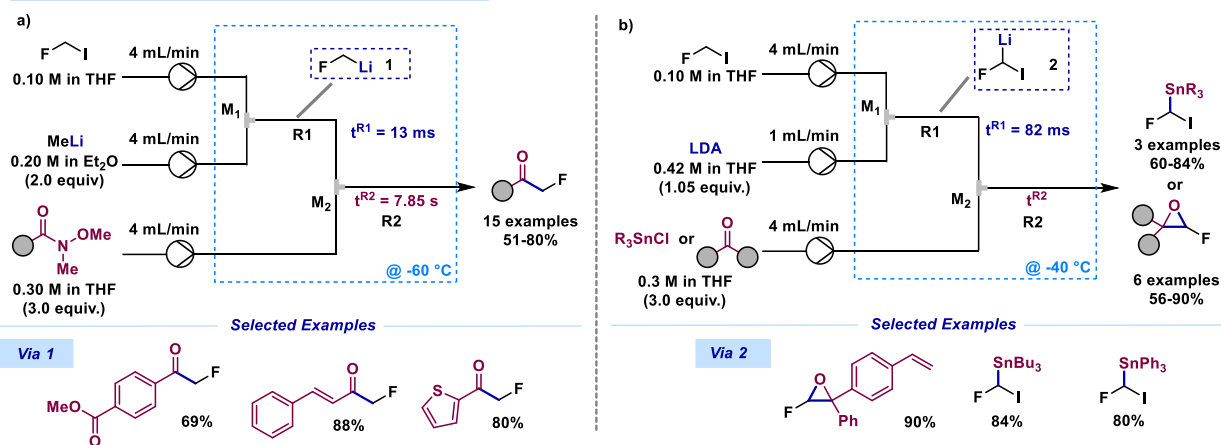 a)
F
I
4 mL/min
0.10 M in THF
F
Li
1
M1
R1
tR1 = 13 ms
MeLi
4 mL/min
0.20 M in Et2O
(2.0 equiv)
M2
tR2 = 7.85 s
R2
O
F
15 examples
51-80%
O
N
OMe
Me
4 mL/min
0.30 M in THF
(3.0 equiv.)
@ -60 °C
b)
F
I
4 mL/min
0.10 M in THF
Li
F
I
2
M1
R1
tR1 = 82 ms
LDA
1 mL/min
0.42 M in THF
(1.05 equiv.)
M2
tR2
R2
SnR3
F
I
3 examples
60-84%
or
O
F
6 examples
56-90%
R3SnCl or
O
4 mL/min
0.3 M in THF
(3.0 equiv.)
@ -40 °C
Selected Examples
Via 1
O
F
MeO
O
69%
O
F
88%
O
F
S
80%
Selected Examples
Via 2
O
F
Ph
90%
SnBu3
F
I
84%
SnPh3
F
I
80%